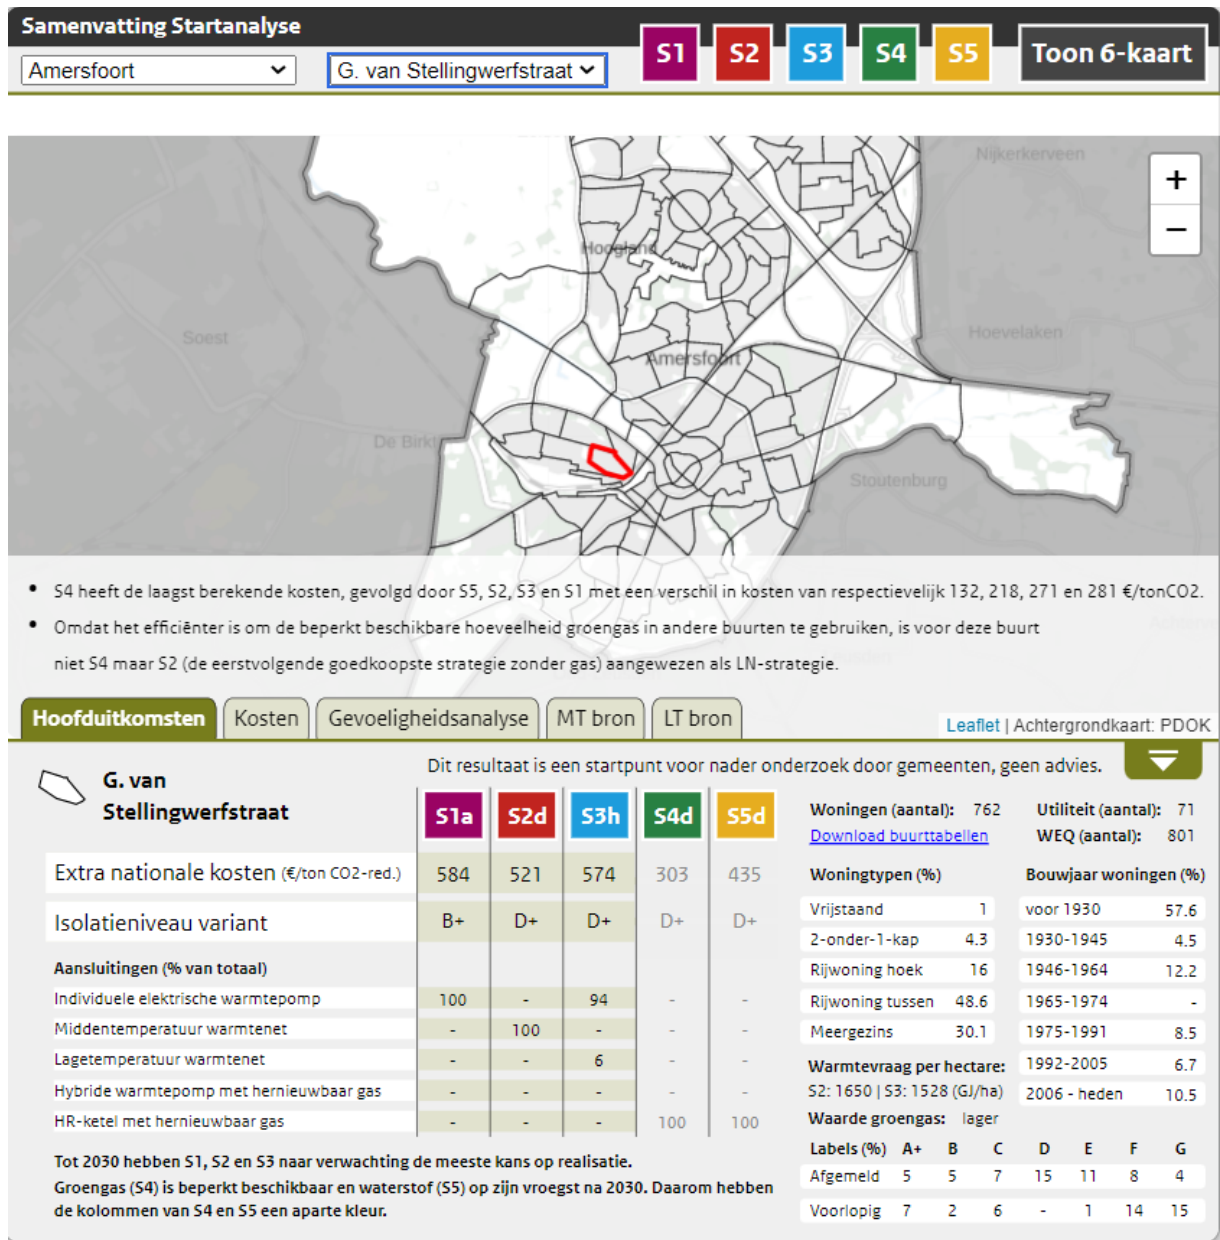 Samenvatting Startanalyse
Amersfoort
G. van Stellingwerfstraat
S1 S2 S3 S4 S5
Toon 6-kaart
Nijkerkerveen
+
−
Hoogland
Soest
Hoevelaken
Amersfoort
De Birkt
Stoutenburg
• S4 heeft de laagst berekende kosten, gevolgd door S5, S2, S3 en S1 met een verschil in kosten van respectievelijk 132, 218, 271 en 281 €/tonCO2.
• Omdat het efficiënter is om de beperkt beschikbare hoeveelheid groengas in andere buurten te gebruiken, is voor deze buurt
niet S4 maar S2 (de eerstvolgende goedkoopste strategie zonder gas) aangewezen als LN-strategie.
Hoofduitkomsten Kosten Gevoeligheidsanalyse MT bron LT bron
Leaflet | Achtergrondkaart: PDOK
Dit resultaat is een startpunt voor nader onderzoek door gemeenten, geen advies.
G. van
Stellingwerfstraat
S1a S2d S3h S4d S5d
Extra nationale kosten (€/ton CO2-red.) 584 521 574 303 435
Isolatieniveau variant B+ D+ D+ D+ D+
Aansluitingen (% van totaal)
Individuele elektrische warmtepomp 100 - 94 - -
Middentemperatuur warmtenet - 100 - - -
Lagetemperatuur warmtenet - - 6 - -
Hybride warmtepomp met hernieuwbaar gas - - - - -
HR-ketel met hernieuwbaar gas - - - 100 100
Tot 2030 hebben S1, S2 en S3 naar verwachting de meeste kans op realisatie.
Groengas (S4) is beperkt beschikbaar en waterstof (S5) op zijn vroegst na 2030. Daarom hebben
de kolommen van S4 en S5 een aparte kleur.
Woningen (aantal): 762 Utiliteit (aantal): 71
Download buurttabellen WEQ (aantal): 801
Woningtypen (%)
Vrijstaand 1
2-onder-1-kap 4.3
Rijwoning hoek 16
Rijwoning tussen 48.6
Meergezins 30.1
Bouwjaar woningen (%)
voor 1930 57.6
1930-1945 4.5
1946-1964 12.2
1965-1974 -
1975-1991 8.5
1992-2005 6.7
2006 - heden 10.5
Warmtevraag per hectare:
S2: 1650 | S3: 1528 (GJ/ha)
Waarde groengas: lager
Labels (%) A+ B C D E F G
Afgemeld 5 5 7 15 11 8 4
Voorlopig 7 2 6 - 1 14 15